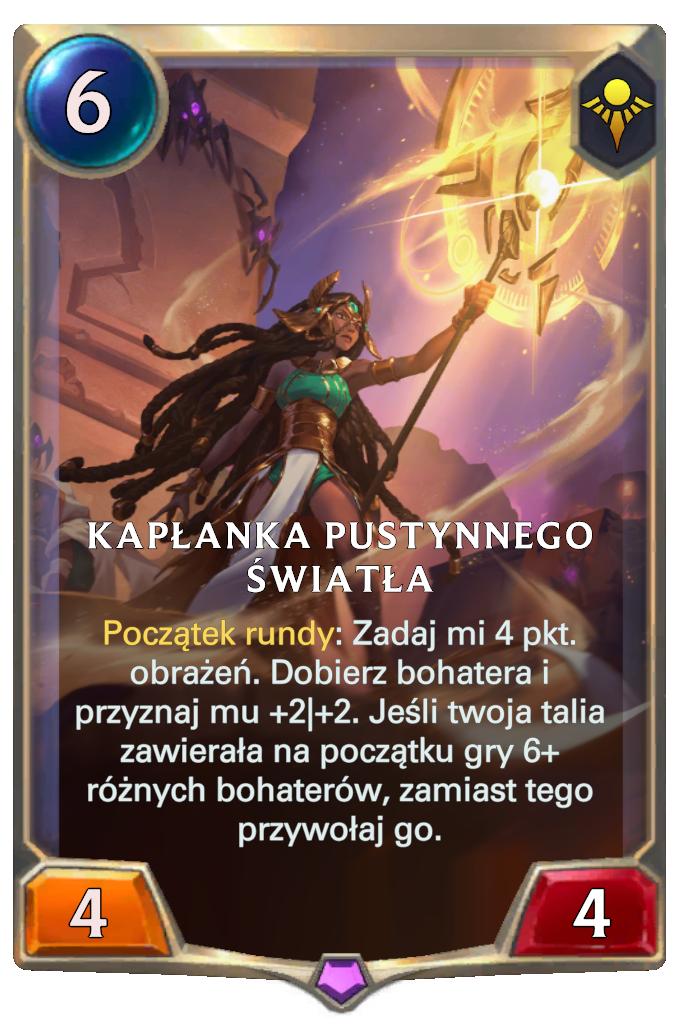 6
KAPŁANKA PUSTYNNEGO
ŚWIATŁA
Początek rundy: Zadaj mi 4 pkt.
obrażeń. Dobierz bohatera i
przyznaj mu +2|+2. Jeśli twoja talia
zawierała na początku gry 6+
różnych bohaterów, zamiast tego
przywołaj go.
4
4